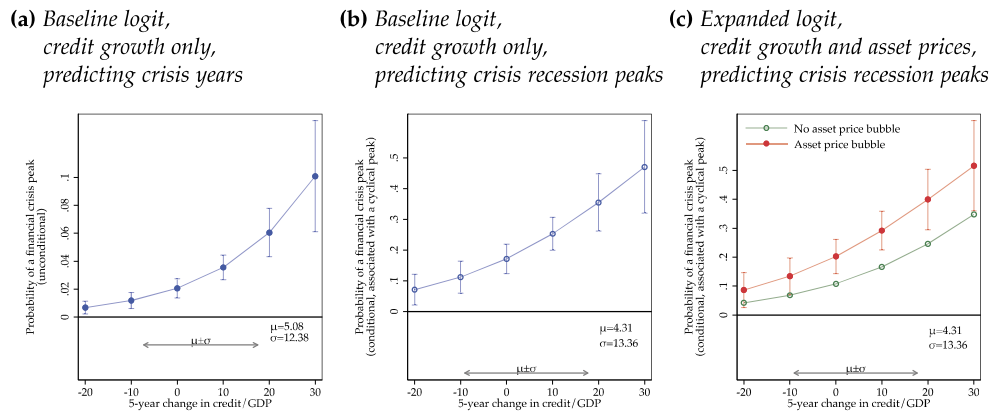 (a) Baseline logit,
credit growth only,
predicting crisis years
Probability of a financial crisis peak
(unconditional)
.1
.08
.06
.04
.02
0
μ=5.08
σ=12.38
μ±σ
-20 -10 0 10 20 30
5-year change in credit/GDP
(b) Baseline logit,
credit growth only,
predicting crisis recession peaks
Probability of a financial crisis peak
(conditional, associated with a cyclical peak)
.5
.4
.3
.2
.1
0
μ=4.31
σ=13.36
μ±σ
-20 -10 0 10 20 30
5-year change in credit/GDP
(c) Expanded logit,
credit growth and asset prices,
predicting crisis recession peaks
Probability of a financial crisis peak
(conditional, associated with a cyclical peak)
No asset price bubble
Asset price bubble
.5
.4
.3
.2
.1
0
μ=4.31
σ=13.36
μ±σ
-20 -10 0 10 20 30
5-year change in credit/GDP